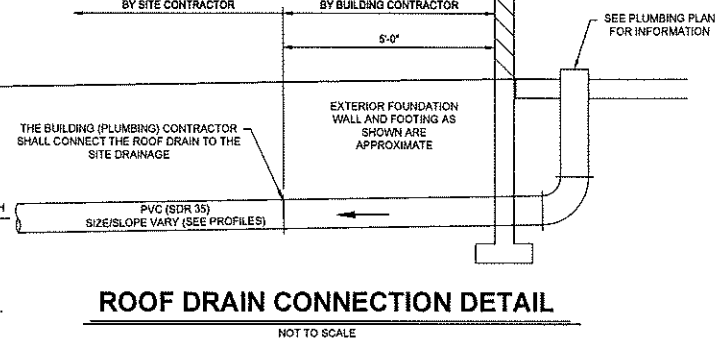 BY SITE CONTRACTOR
BY BUILDING CONTRACTOR
5'-0"
SEE PLUMBING PLAN
FOR INFORMATION
EXTERIOR FOUNDATION
WALL AND FOOTING AS
SHOWN ARE
APPROXIMATE
THE BUILDING (PLUMBING) CONTRACTOR
SHALL CONNECT THE ROOF DRAIN TO THE
SITE DRAINAGE
H
PVC (SDR 35)
SIZE/SLOPE VARY (SEE PROFILES)
ROOF DRAIN CONNECTION DETAIL
NOT TO SCALE